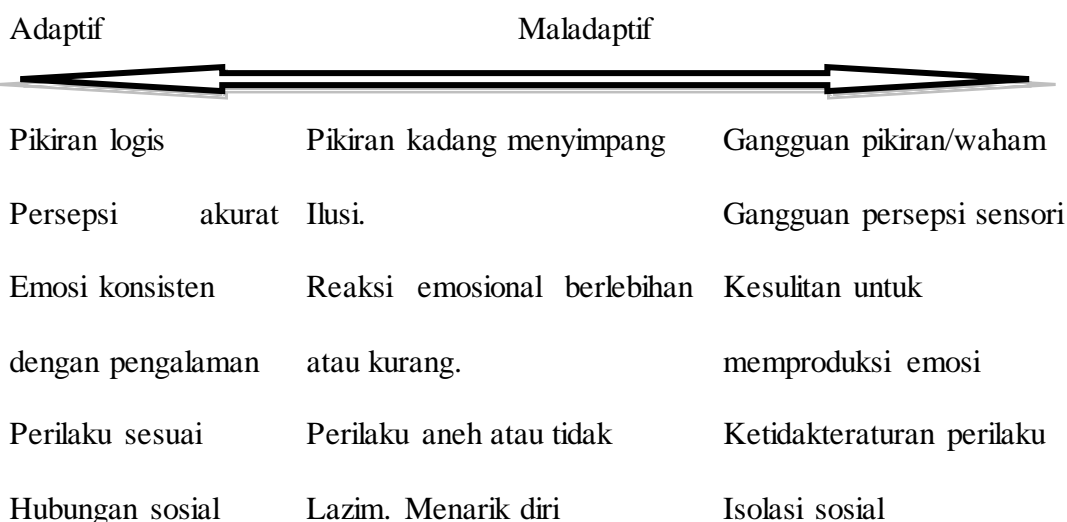 Adaptif Maladaptif
Pikiran logis Pikiran kadang menyimpang Gangguan pikiran/waham
Persepsi akurat Ilusi. Gangguan persepsi sensori
Emosi konsisten Reaksi emosional berlebihan Kesulitan untuk
dengan pengalaman atau kurang. memproduksi emosi
Perilaku sesuai Perilaku aneh atau tidak Ketidakteraturan perilaku
Hubungan sosial Lazim. Menarik diri Isolasi sosial